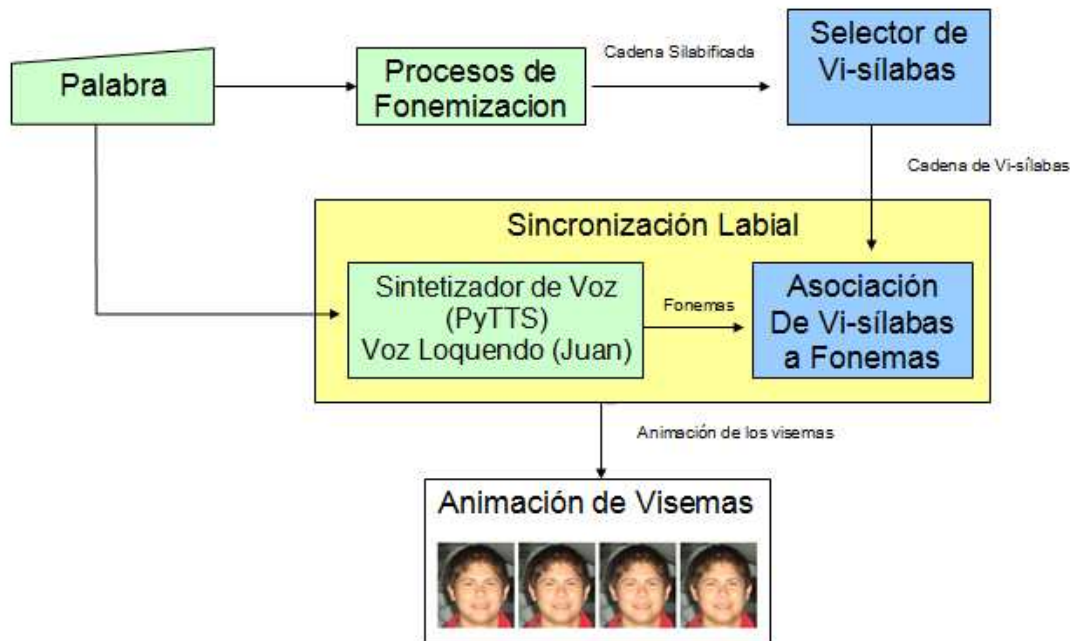 Palabra
Procesos de
Fonemizacion
Cadena Silabificada
Selector de
Vi-sílabas
Cadena de Vi-sílabas
Sincronización Labial
Sintetizador de Voz
(PyTTS)
Voz Loquendo (Juan)
Fonemas
Asociación
De Vi-sílabas
a Fonemas
Animación de los visemas
Animación de Visemas